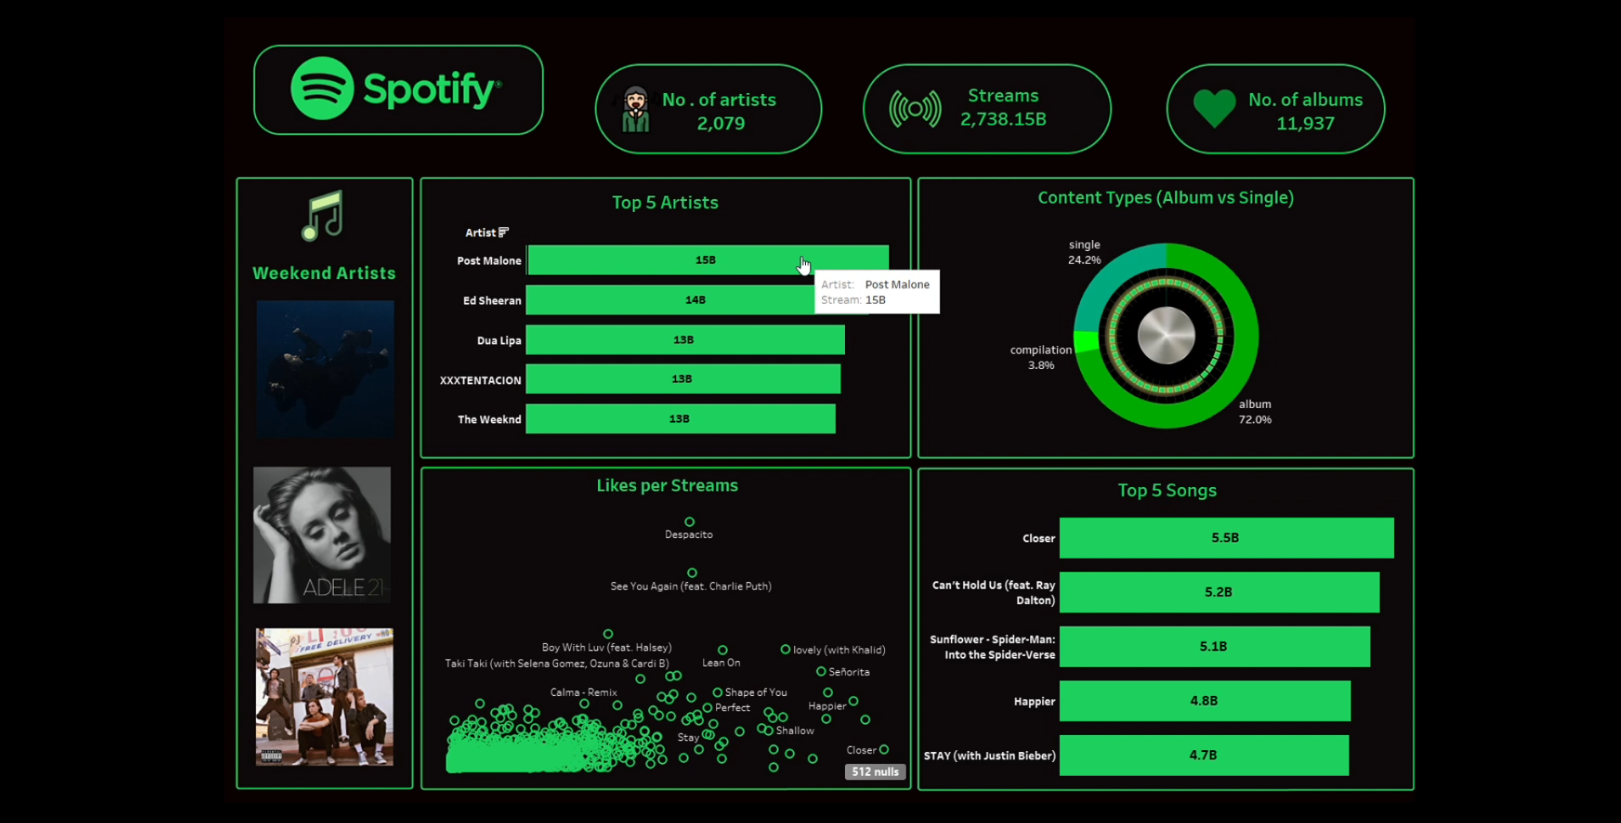 Spotify®
No . of artists
2,079
Streams
2,738.15B
No. of albums
11,937
Weekend Artists
ADELE 21
FREE DELIVERY
Top 5 Artists
Artist
Post Malone
15B
Ed Sheeran
14B
Dua Lipa
13B
XXXTENTACION
13B
The Weeknd
13B
Artist: Post Malone
Stream: 15B
Content Types (Album vs Single)
single
24.2%
compilation
3.8%
album
72.0%
Likes per Streams
Despacito
See You Again (feat. Charlie Puth)
Boy With Luv (feat. Halsey)
lovely (with Khalid)
Taki Taki (with Selena Gomez, Ozuna & Cardi B)
Lean On
Señorita
Calma - Remix
Shape of You
Perfect
Happier
Stay
Shallow
Closer
512 nulls
Top 5 Songs
Closer
5.5B
Can't Hold Us (feat. Ray
Dalton)
5.2B
Sunflower - Spider-Man:
Into the Spider-Verse
5.1B
Happier
4.8B
STAY (with Justin Bieber)
4.7B